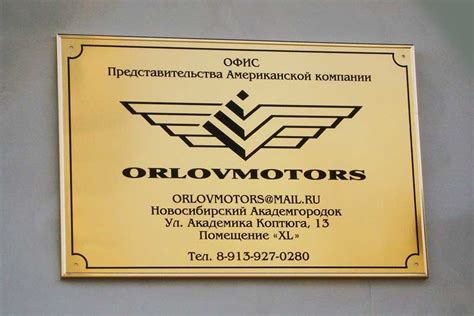 ОФИС
Представительства Американской компании
ORLOVMOTORS
ORLOVMOTORS@MAIL.RU
Новосибирский Академгородок
Ул. Академика Коптюга, 13
Помещение «XL»
Тел. 8-913-927-0280